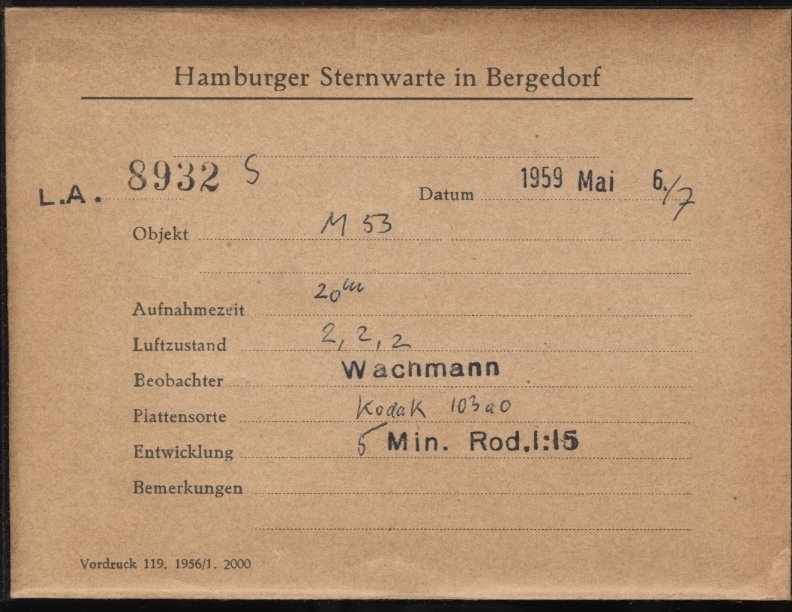 Hamburger Sternwarte in Bergedorf
L.A. 8932 S
Datum 1959 Mai 6./7
Objekt M 53
Aufnahmezeit 20m
Luftzustand 2, 2, 2
Beobachter Wachmann
Plattensorte Kodak 103aO
Entwicklung 5 Min. Rod.1:15
Bemerkungen
Vordruck 119. 1956/1. 2000